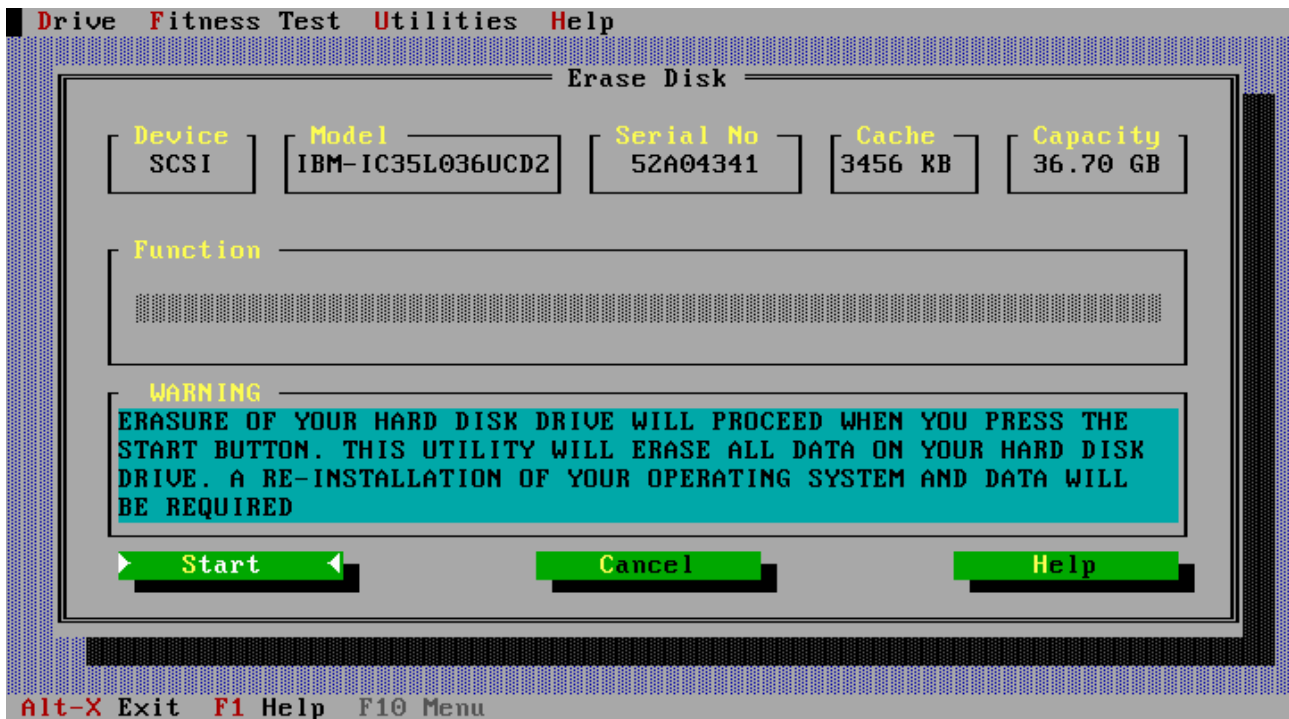 Drive Fitness Test Utilities Help
Erase Disk
Device Model Serial No Cache Capacity
SCSI IBM-IC35L036UCD2 52A04341 3456 KB 36.70 GB
Function
WARNING
ERASURE OF YOUR HARD DISK DRIVE WILL PROCEED WHEN YOU PRESS THE
START BUTTON. THIS UTILITY WILL ERASE ALL DATA ON YOUR HARD DISK
DRIVE. A RE-INSTALLATION OF YOUR OPERATING SYSTEM AND DATA WILL
BE REQUIRED
Start Cancel Help
Alt-X Exit F1 Help F10 Menu